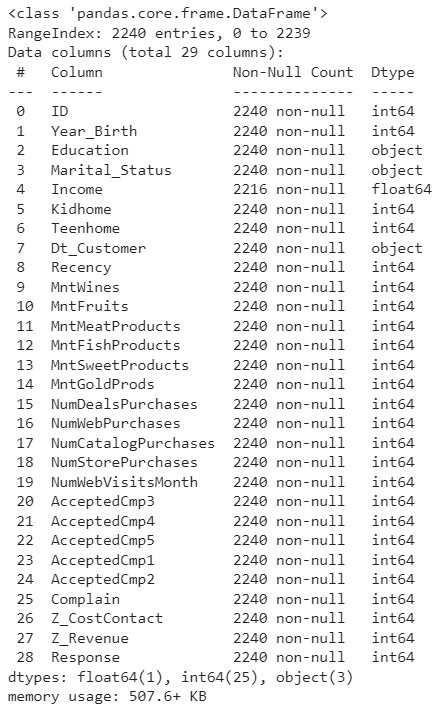 <class 'pandas.core.frame.DataFrame'>
RangeIndex: 2240 entries, 0 to 2239
Data columns (total 29 columns):
 #   Column               Non-Null Count  Dtype
---  ------               --------------  -----
 0   ID                   2240 non-null   int64
 1   Year_Birth           2240 non-null   int64
 2   Education            2240 non-null   object
 3   Marital_Status       2240 non-null   object
 4   Income               2216 non-null   float64
 5   Kidhome              2240 non-null   int64
 6   Teenhome             2240 non-null   int64
 7   Dt_Customer          2240 non-null   object
 8   Recency              2240 non-null   int64
 9   MntWines             2240 non-null   int64
 10  MntFruits            2240 non-null   int64
 11  MntMeatProducts      2240 non-null   int64
 12  MntFishProducts      2240 non-null   int64
 13  MntSweetProducts     2240 non-null   int64
 14  MntGoldProds         2240 non-null   int64
 15  NumDealsPurchases    2240 non-null   int64
 16  NumWebPurchases      2240 non-null   int64
 17  NumCatalogPurchases  2240 non-null   int64
 18  NumStorePurchases    2240 non-null   int64
 19  NumWebVisitsMonth    2240 non-null   int64
 20  AcceptedCmp3         2240 non-null   int64
 21  AcceptedCmp4         2240 non-null   int64
 22  AcceptedCmp5         2240 non-null   int64
 23  AcceptedCmp1         2240 non-null   int64
 24  AcceptedCmp2         2240 non-null   int64
 25  Complain             2240 non-null   int64
 26  Z_CostContact        2240 non-null   int64
 27  Z_Revenue            2240 non-null   int64
 28  Response             2240 non-null   int64
dtypes: float64(1), int64(25), object(3)
memory usage: 507.6+ KB